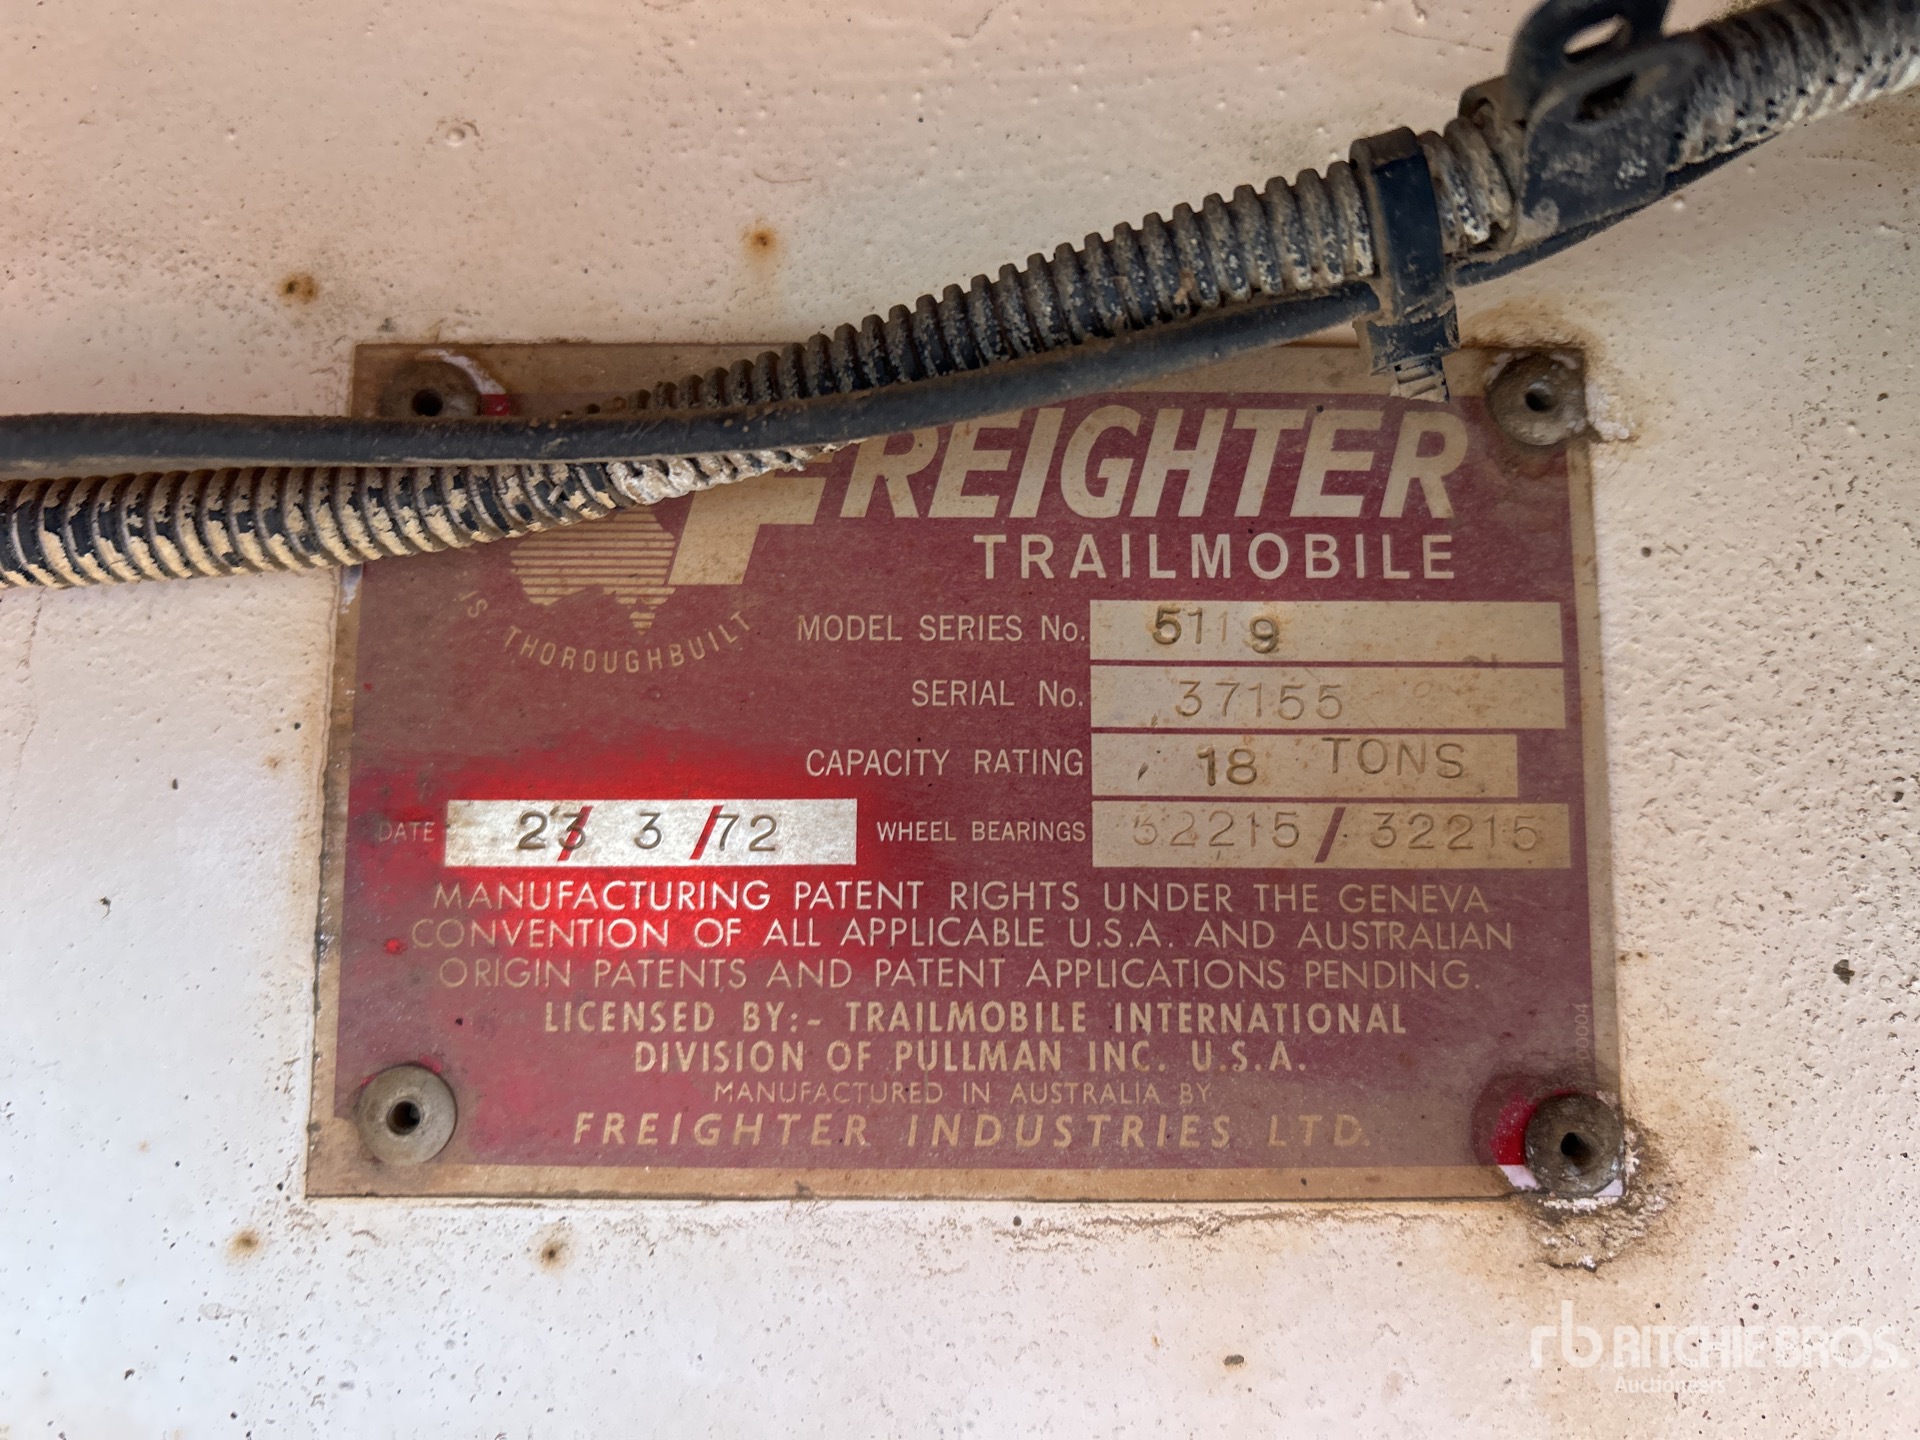 FREIGHTER
TRAILMOBILE
IS THOROUGHBUILT
MODEL SERIES No. 5119
SERIAL No. 37155
CAPACITY RATING 18 TONS
DATE 23/ 3 /72 WHEEL BEARINGS 32215 / 32215
MANUFACTURING PATENT RIGHTS UNDER THE GENEVA
CONVENTION OF ALL APPLICABLE U.S.A. AND AUSTRALIAN
ORIGIN PATENTS AND PATENT APPLICATIONS PENDING.
LICENSED BY:- TRAILMOBILE INTERNATIONAL
DIVISION OF PULLMAN INC. U.S.A.
MANUFACTURED IN AUSTRALIA BY
FREIGHTER INDUSTRIES LTD.
rb RITCHIE BROS.
Auctioneers